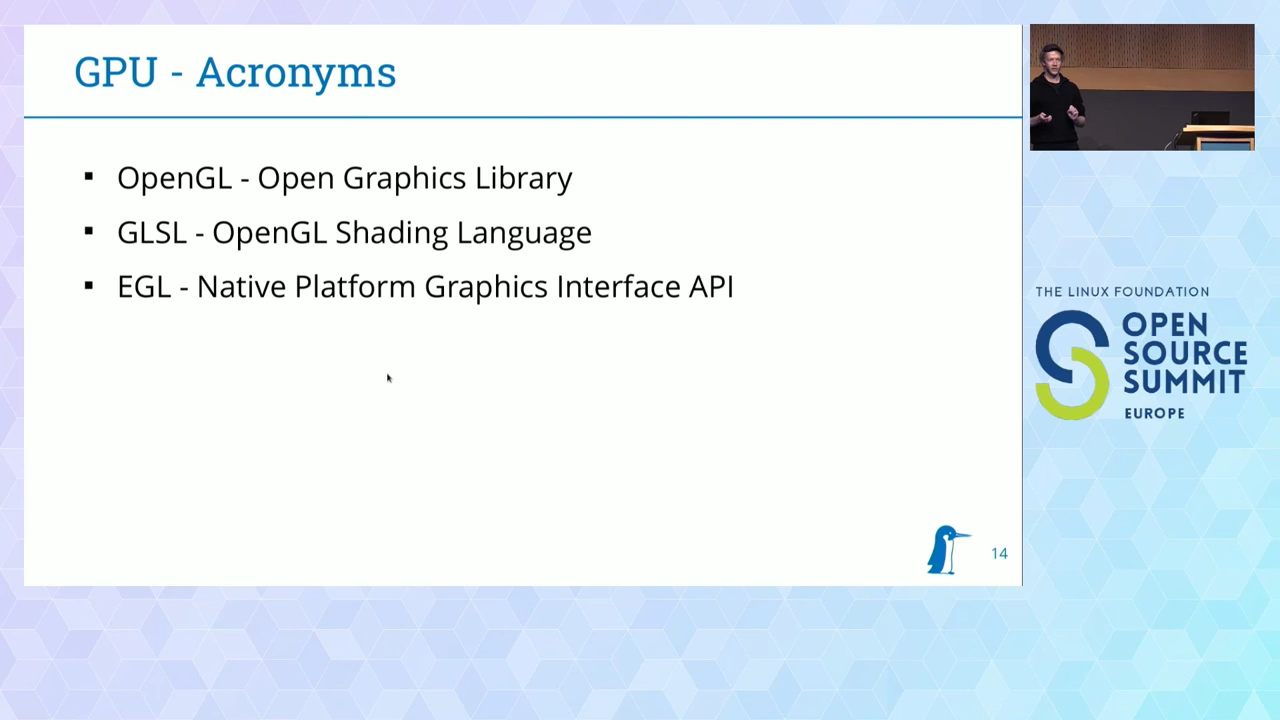 GPU - Acronyms
▪ OpenGL - Open Graphics Library
▪ GLSL - OpenGL Shading Language
▪ EGL - Native Platform Graphics Interface API
14
THE LINUX FOUNDATION
OPEN
SOURCE
SUMMIT
EUROPE